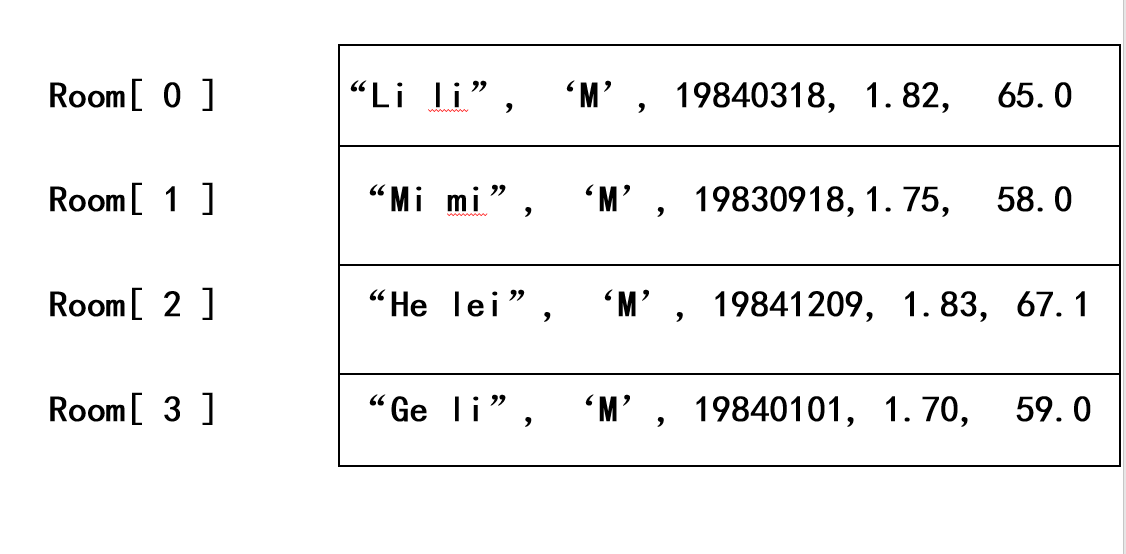 Room[ 0 ] “Li li”, ‘M’, 19840318, 1.82, 65.0
Room[ 1 ] “Mi mi”, ‘M’, 19830918,1.75, 58.0
Room[ 2 ] “He lei”, ‘M’, 19841209, 1.83, 67.1
Room[ 3 ] “Ge li”, ‘M’, 19840101, 1.70, 59.0